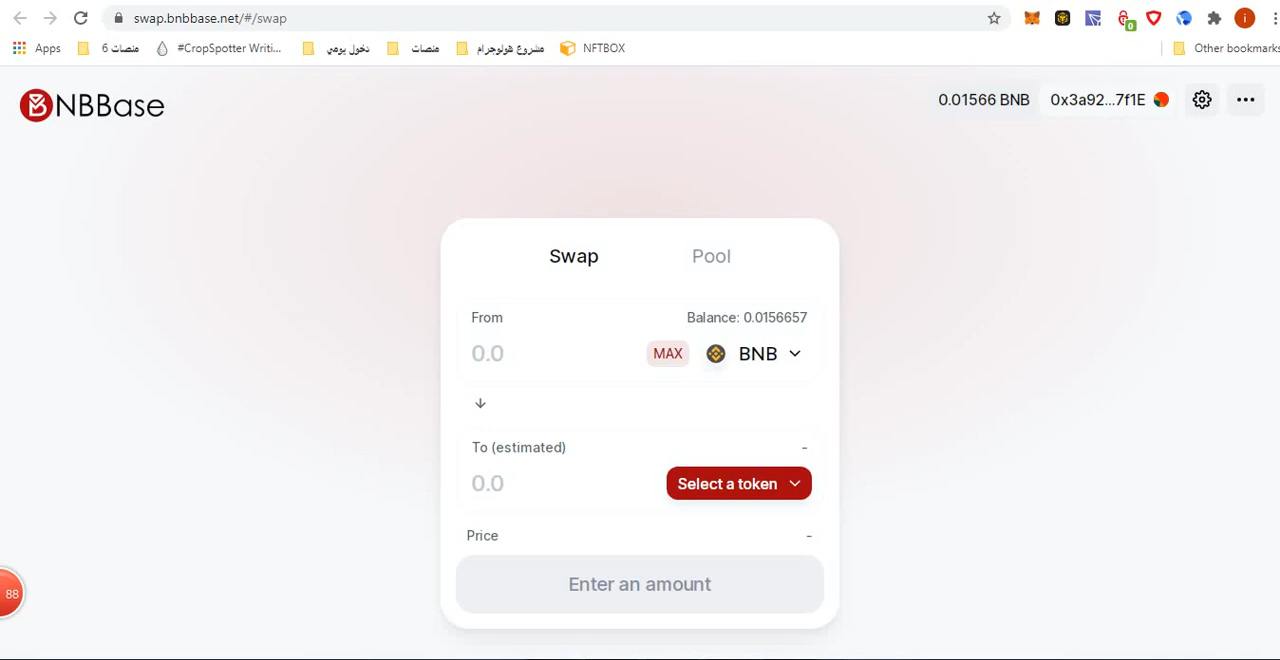 swap.bnbbase.net/#/swap
0
i
Apps منصات 6 #CropSpotter Writi... دخول يومي منصات مشروع هولوجرام NFTBOX Other bookmarks
BNBBase 0.01566 BNB 0x3a92...7f1E
Swap Pool
From Balance: 0.0156657
0.0 MAX BNB
To (estimated) -
0.0 Select a token
Price -
Enter an amount
88